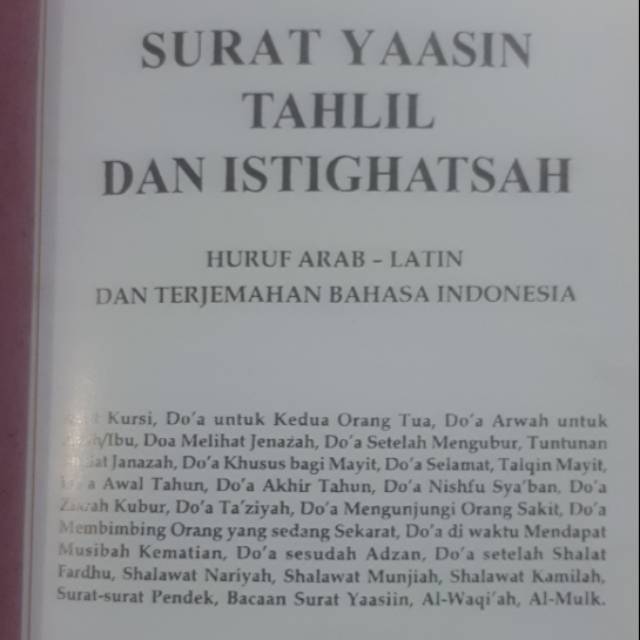 SURAT YAASIN
TAHLIL
DAN ISTIGHATSAH
HURUF ARAB – LATIN
DAN TERJEMAHAN BAHASA INDONESIA
Kursi, Do'a untuk Kedua Orang Tua, Do'a Arwah untuk
/Ibu, Doa Melihat Jenazah, Do'a Setelah Mengubur, Tuntunan
Janazah, Do'a Khusus bagi Mayit, Do'a Selamat, Talqin Mayit,
Awal Tahun, Do'a Akhir Tahun, Do'a Nishfu Sya'ban, Do'a
Kubur, Do'a Ta'ziyah, Do'a Mengunjungi Orang Sakit, Do'a
Membimbing Orang yang sedang Sekarat, Do'a di waktu Mendapat
Musibah Kematian, Do'a sesudah Adzan, Do'a setelah Shalat
Fardhu, Shalawat Nariyah, Shalawat Munjiah, Shalawat Kamilah,
Surat-surat Pendek, Bacaan Surat Yaasiin, Al-Waqi'ah, Al-Mulk.